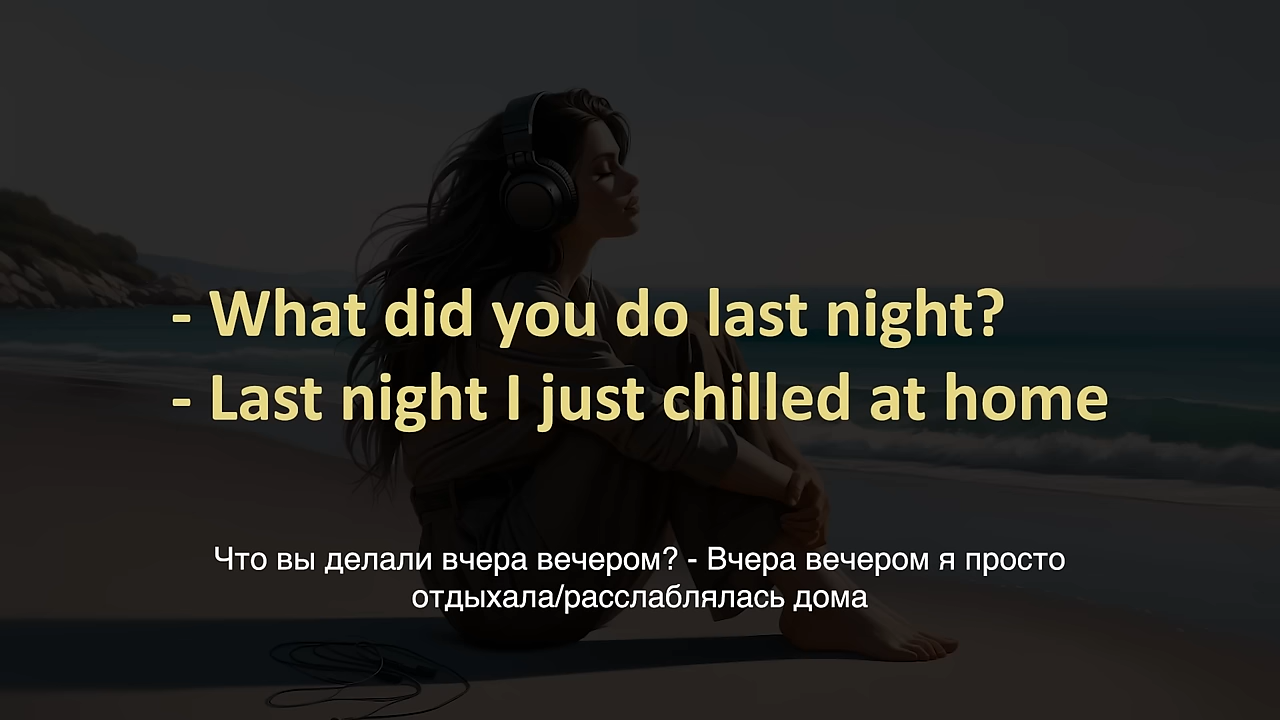 - What did you do last night?
- Last night I just chilled at home
Что вы делали вчера вечером? - Вчера вечером я просто
отдыхала/расслаблялась дома